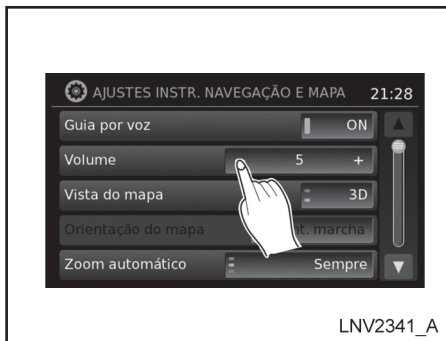 AJUSTES INSTR. NAVEGAÇÃO E MAPA 21:28
Guia por voz ON
Volume 5 +
Vista do mapa 3D
Orientação do mapa nt. marcha
Zoom automático Sempre
LNV2341_A